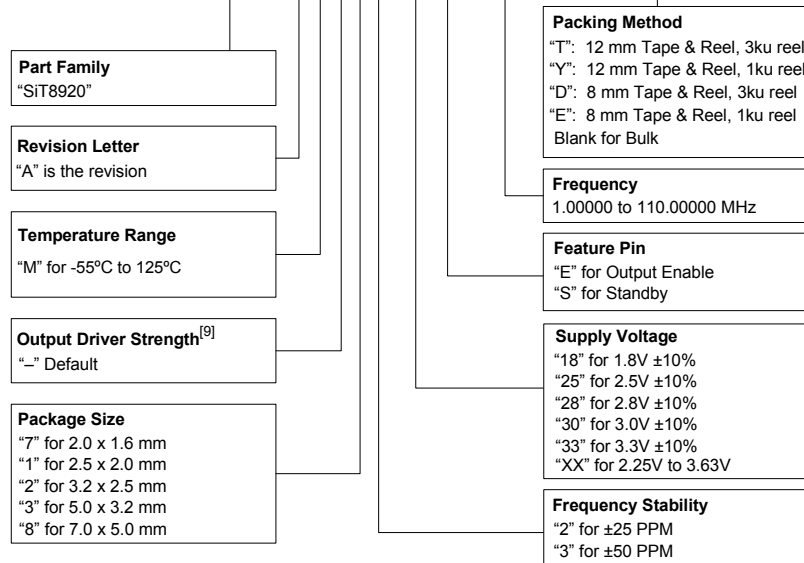 Part Family
“SiT8920”
Revision Letter
“A” is the revision
Temperature Range
“M” for -55ºC to 125ºC
Output Driver Strength[9]
“–” Default
Package Size
“7” for 2.0 x 1.6 mm
“1” for 2.5 x 2.0 mm
“2” for 3.2 x 2.5 mm
“3” for 5.0 x 3.2 mm
“8” for 7.0 x 5.0 mm
Packing Method
“T”: 12 mm Tape & Reel, 3ku reel
“Y”: 12 mm Tape & Reel, 1ku reel
“D”: 8 mm Tape & Reel, 3ku reel
“E”: 8 mm Tape & Reel, 1ku reel
Blank for Bulk
Frequency
1.00000 to 110.00000 MHz
Feature Pin
“E” for Output Enable
“S” for Standby
Supply Voltage
“18” for 1.8V ±10%
“25” for 2.5V ±10%
“28” for 2.8V ±10%
“30” for 3.0V ±10%
“33” for 3.3V ±10%
“XX” for 2.25V to 3.63V
Frequency Stability
“2” for ±25 PPM
“3” for ±50 PPM